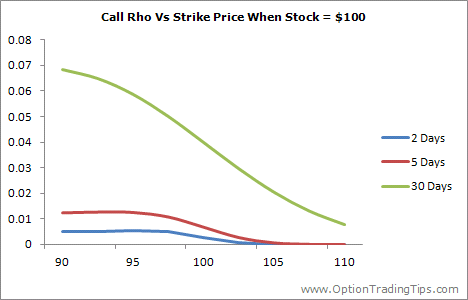 Call Rho Vs Strike Price When Stock = $100
0.08
0.07
0.06
0.05
0.04
0.03
0.02
0.01
0
90
95
100
105
110
2 Days
5 Days
30 Days
www.OptionTradingTips.com